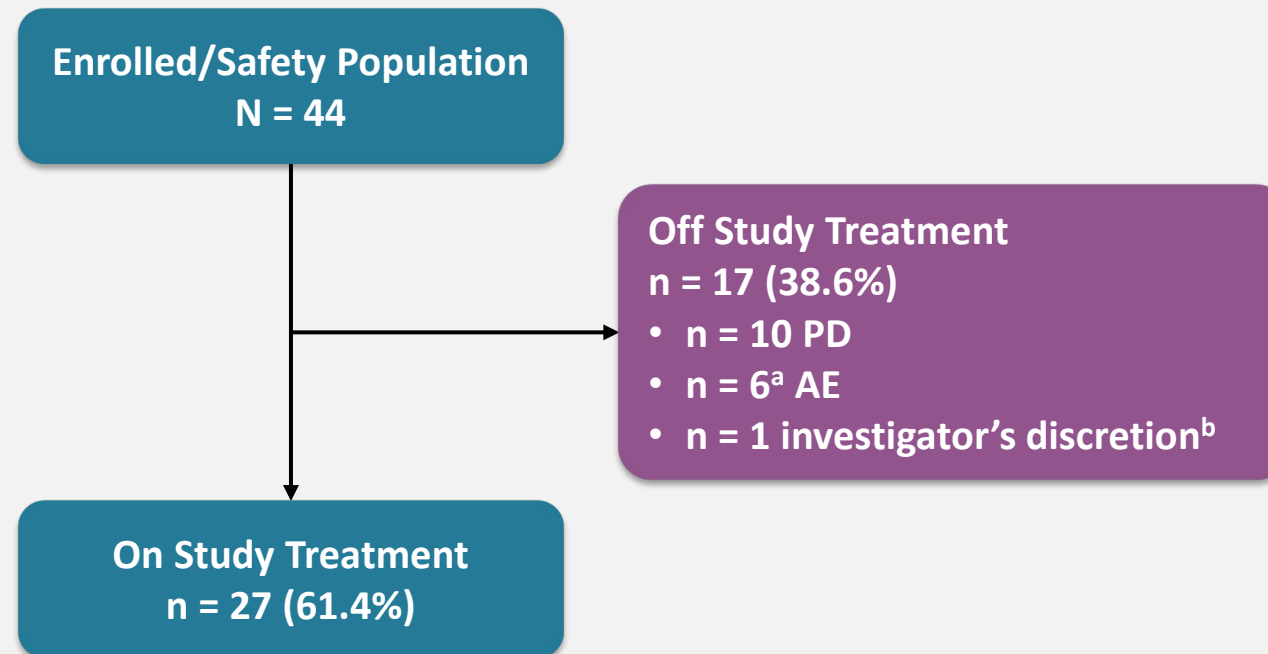 Enrolled/Safety Population
N = 44
Off Study Treatment
n = 17 (38.6%)
• n = 10 PD
• n = 6ᵃ AE
• n = 1 investigator’s discretionᵇ
On Study Treatment
n = 27 (61.4%)